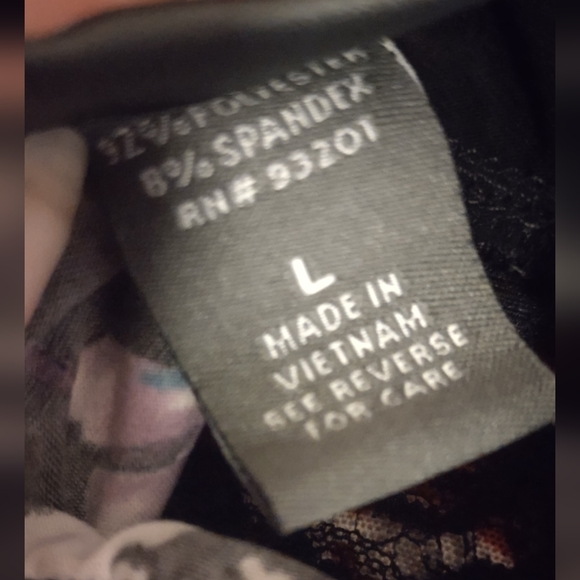 92% POLYESTER
8% SPANDEX
RN# 93201
L
MADE IN
VIETNAM
SEE REVERSE
FOR CARE